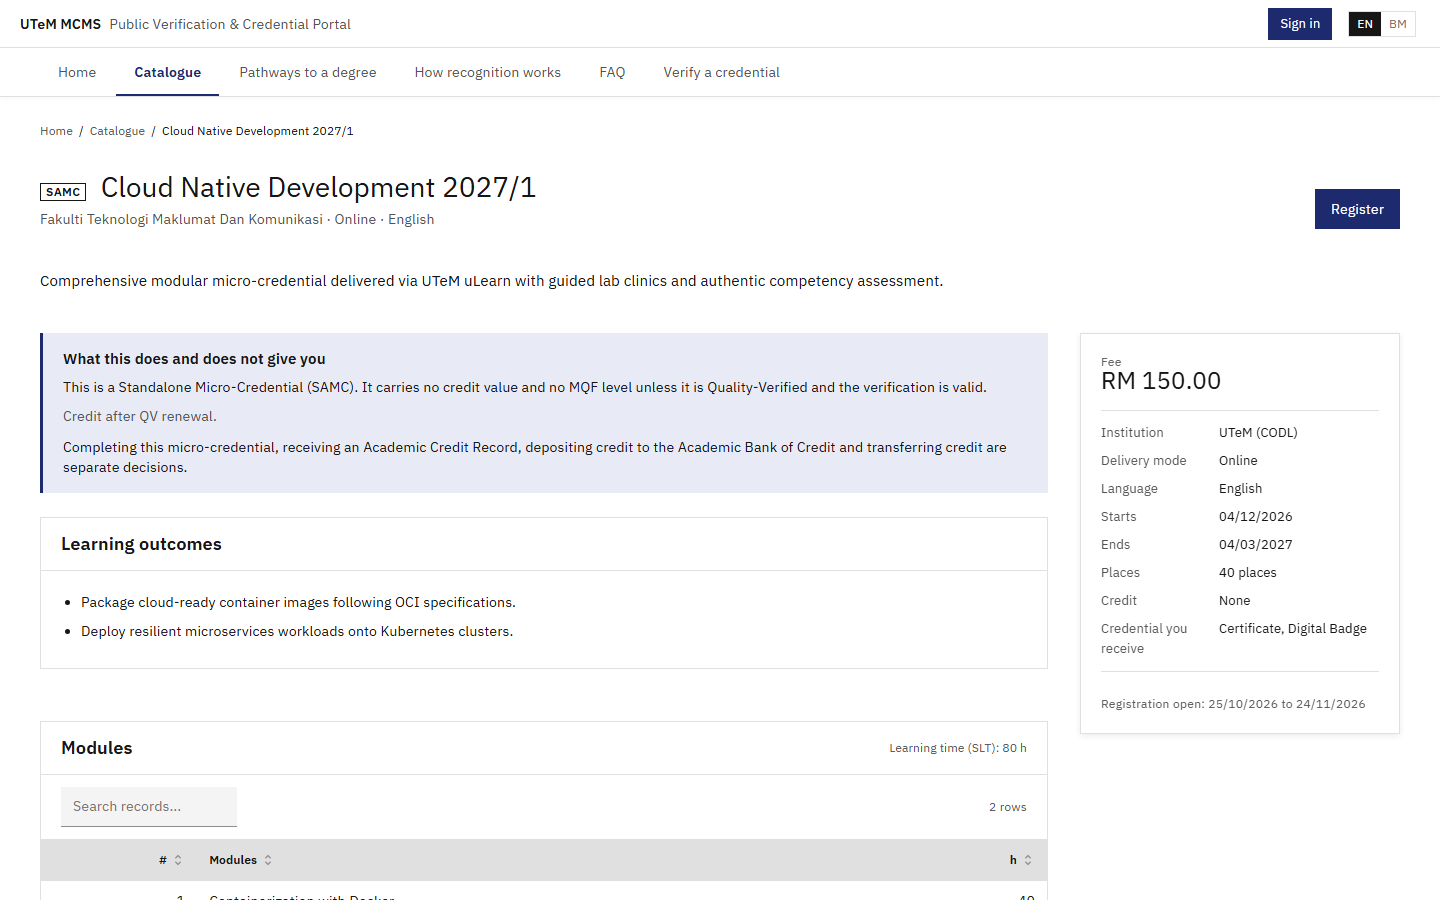 UTeM MCMS Public Verification & Credential Portal
Sign in
EN BM
Home Catalogue Pathways to a degree How recognition works FAQ Verify a credential
Home / Catalogue / Cloud Native Development 2027/1
SAMC Cloud Native Development 2027/1
Fakulti Teknologi Maklumat Dan Komunikasi · Online · English
Register
Comprehensive modular micro-credential delivered via UTeM uLearn with guided lab clinics and authentic competency assessment.
What this does and does not give you
This is a Standalone Micro-Credential (SAMC). It carries no credit value and no MQF level unless it is Quality-Verified and the verification is valid.
Credit after QV renewal.
Completing this micro-credential, receiving an Academic Credit Record, depositing credit to the Academic Bank of Credit and transferring credit are
separate decisions.
Learning outcomes
Package cloud-ready container images following OCI specifications.
Deploy resilient microservices workloads onto Kubernetes clusters.
Modules
Learning time (SLT): 80 h
Search records...
2 rows
# Modules h
1 Containerization with Docker 40
Fee
RM 150.00
Institution UTeM (CODL)
Delivery mode Online
Language English
Starts 04/12/2026
Ends 04/03/2027
Places 40 places
Credit None
Credential you Certificate, Digital Badge
receive
Registration open: 25/10/2026 to 24/11/2026